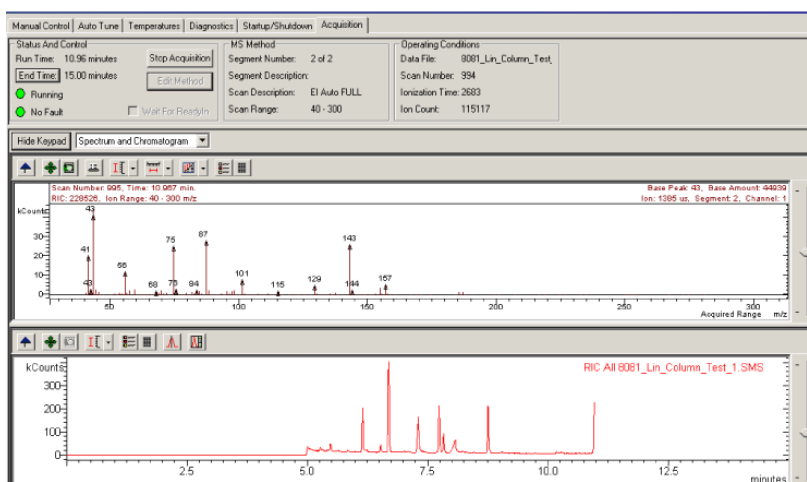 Manual Control Auto Tune Temperatures Diagnostics Startup/Shutdown Acquisition
Status And Control
Run Time: 10.96 minutes Stop Acquisition
End Time: 15.00 minutes Edit Method
Running
No Fault Wait For ReadyIn
MS Method
Segment Number: 2 of 2
Segment Description:
Scan Description: EI Auto FULL
Scan Range: 40 - 300
Operating Conditions
Data File: 8081_Lin_Column_Test_
Scan Number: 994
Ionization Time: 2683
Ion Count: 115117
Hide Keypad Spectrum and Chromatogram
Scan Number: 995, Time: 10.967 min.
RIC: 228526, Ion Range: 40 - 300 m/z
Base Peak: 43, Base Amount: 44939
Ion: 1385 us, Segment: 2, Channel: 1
kCounts
43
30
20
10
0
41
43
56
68
75
75
84
87
101
115
129
143
144
157
50 100 150 200 250 300
Acquired Range m/z
kCounts
RIC All 8081_Lin_Column_Test_1.SMS
300
200
100
0
2.5 5.0 7.5 10.0 12.5
minutes